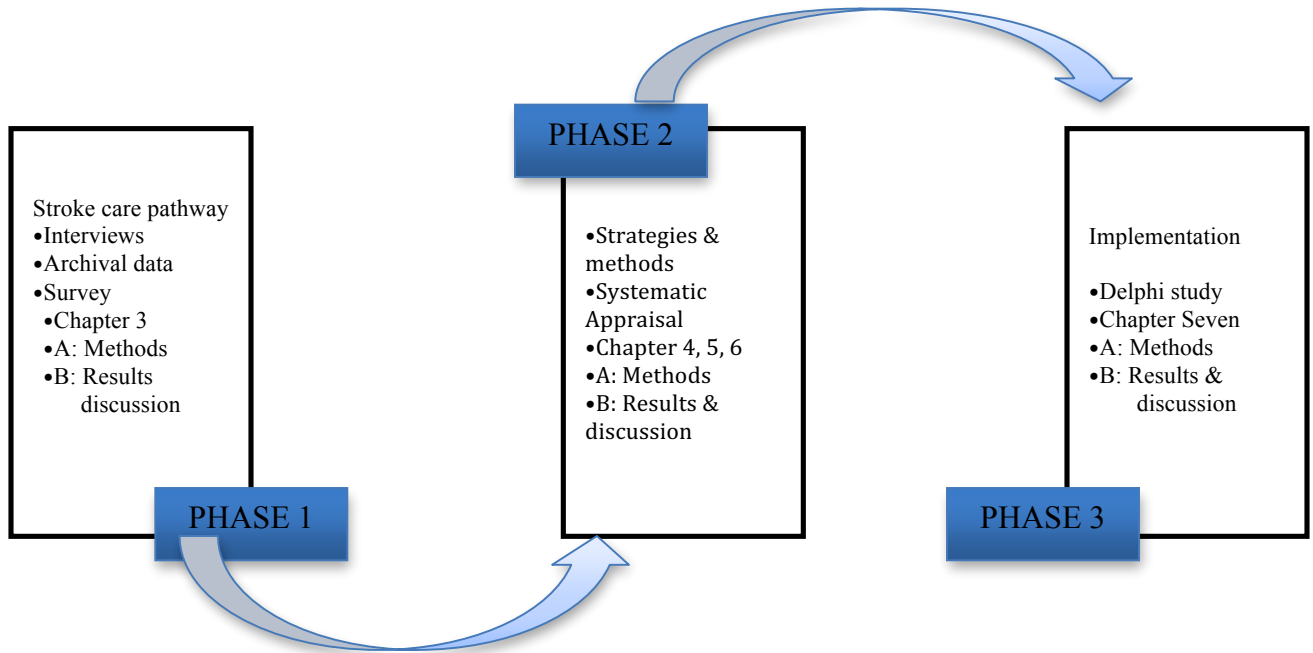 Stroke care pathway
•Interviews
•Archival data
•Survey
•Chapter 3
•A: Methods
•B: Results
discussion
PHASE 1
PHASE 2
•Strategies &
methods
•Systematic
Appraisal
•Chapter 4, 5, 6
•A: Methods
•B: Results &
discussion
Implementation
•Delphi study
•Chapter Seven
•A: Methods
•B: Results &
discussion
PHASE 3